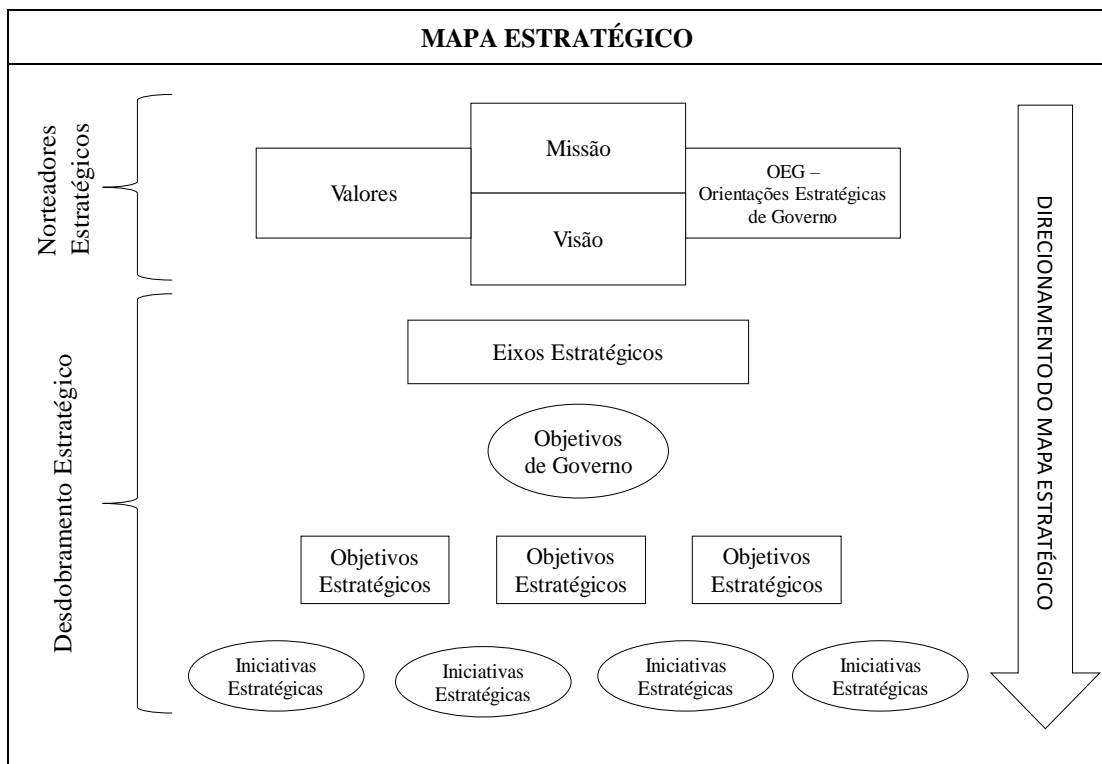 MAPA ESTRATÉGICO
Norteadores
Estratégicos
Missão
Valores
OEG –
Orientações Estratégicas
de Governo
Visão
Desdobramento Estratégico
Eixos Estratégicos
Objetivos
de Governo
Objetivos
Estratégicos
Objetivos
Estratégicos
Objetivos
Estratégicos
Iniciativas
Estratégicas
Iniciativas
Estratégicas
Iniciativas
Estratégicas
Iniciativas
Estratégicas
DIRECIONAMENTO DO MAPA ESTRATÉGICO